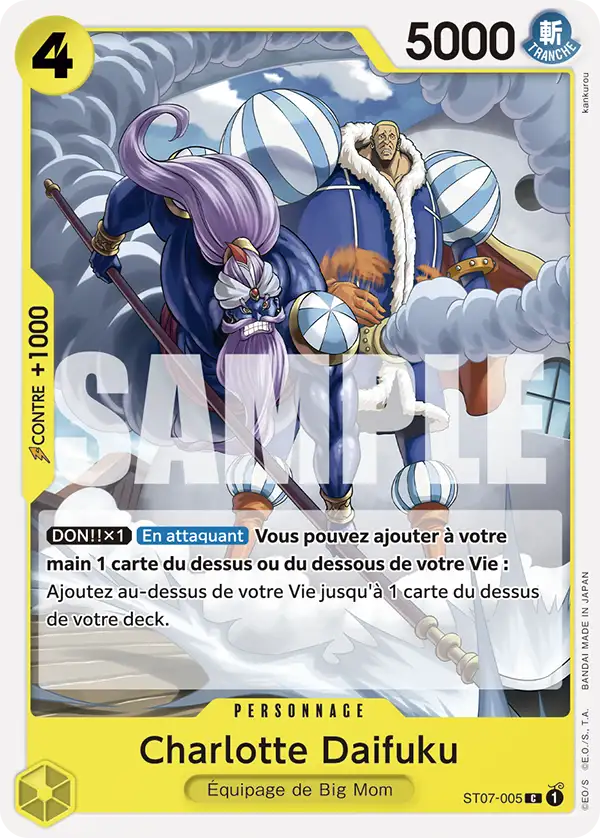 4
5000
斬
TRANCHE
kankurou
CONTRE +1000
SAMPLE
DON!!×1 En attaquant Vous pouvez ajouter à votre
main 1 carte du dessus ou du dessous de votre Vie :
Ajoutez au-dessus de votre Vie jusqu'à 1 carte du dessus
de votre deck.
PERSONNAGE
Charlotte Daifuku
Équipage de Big Mom
ST07-005 C 1
©EO/S ©E.O./S., T.A. BANDAI MADE IN JAPAN